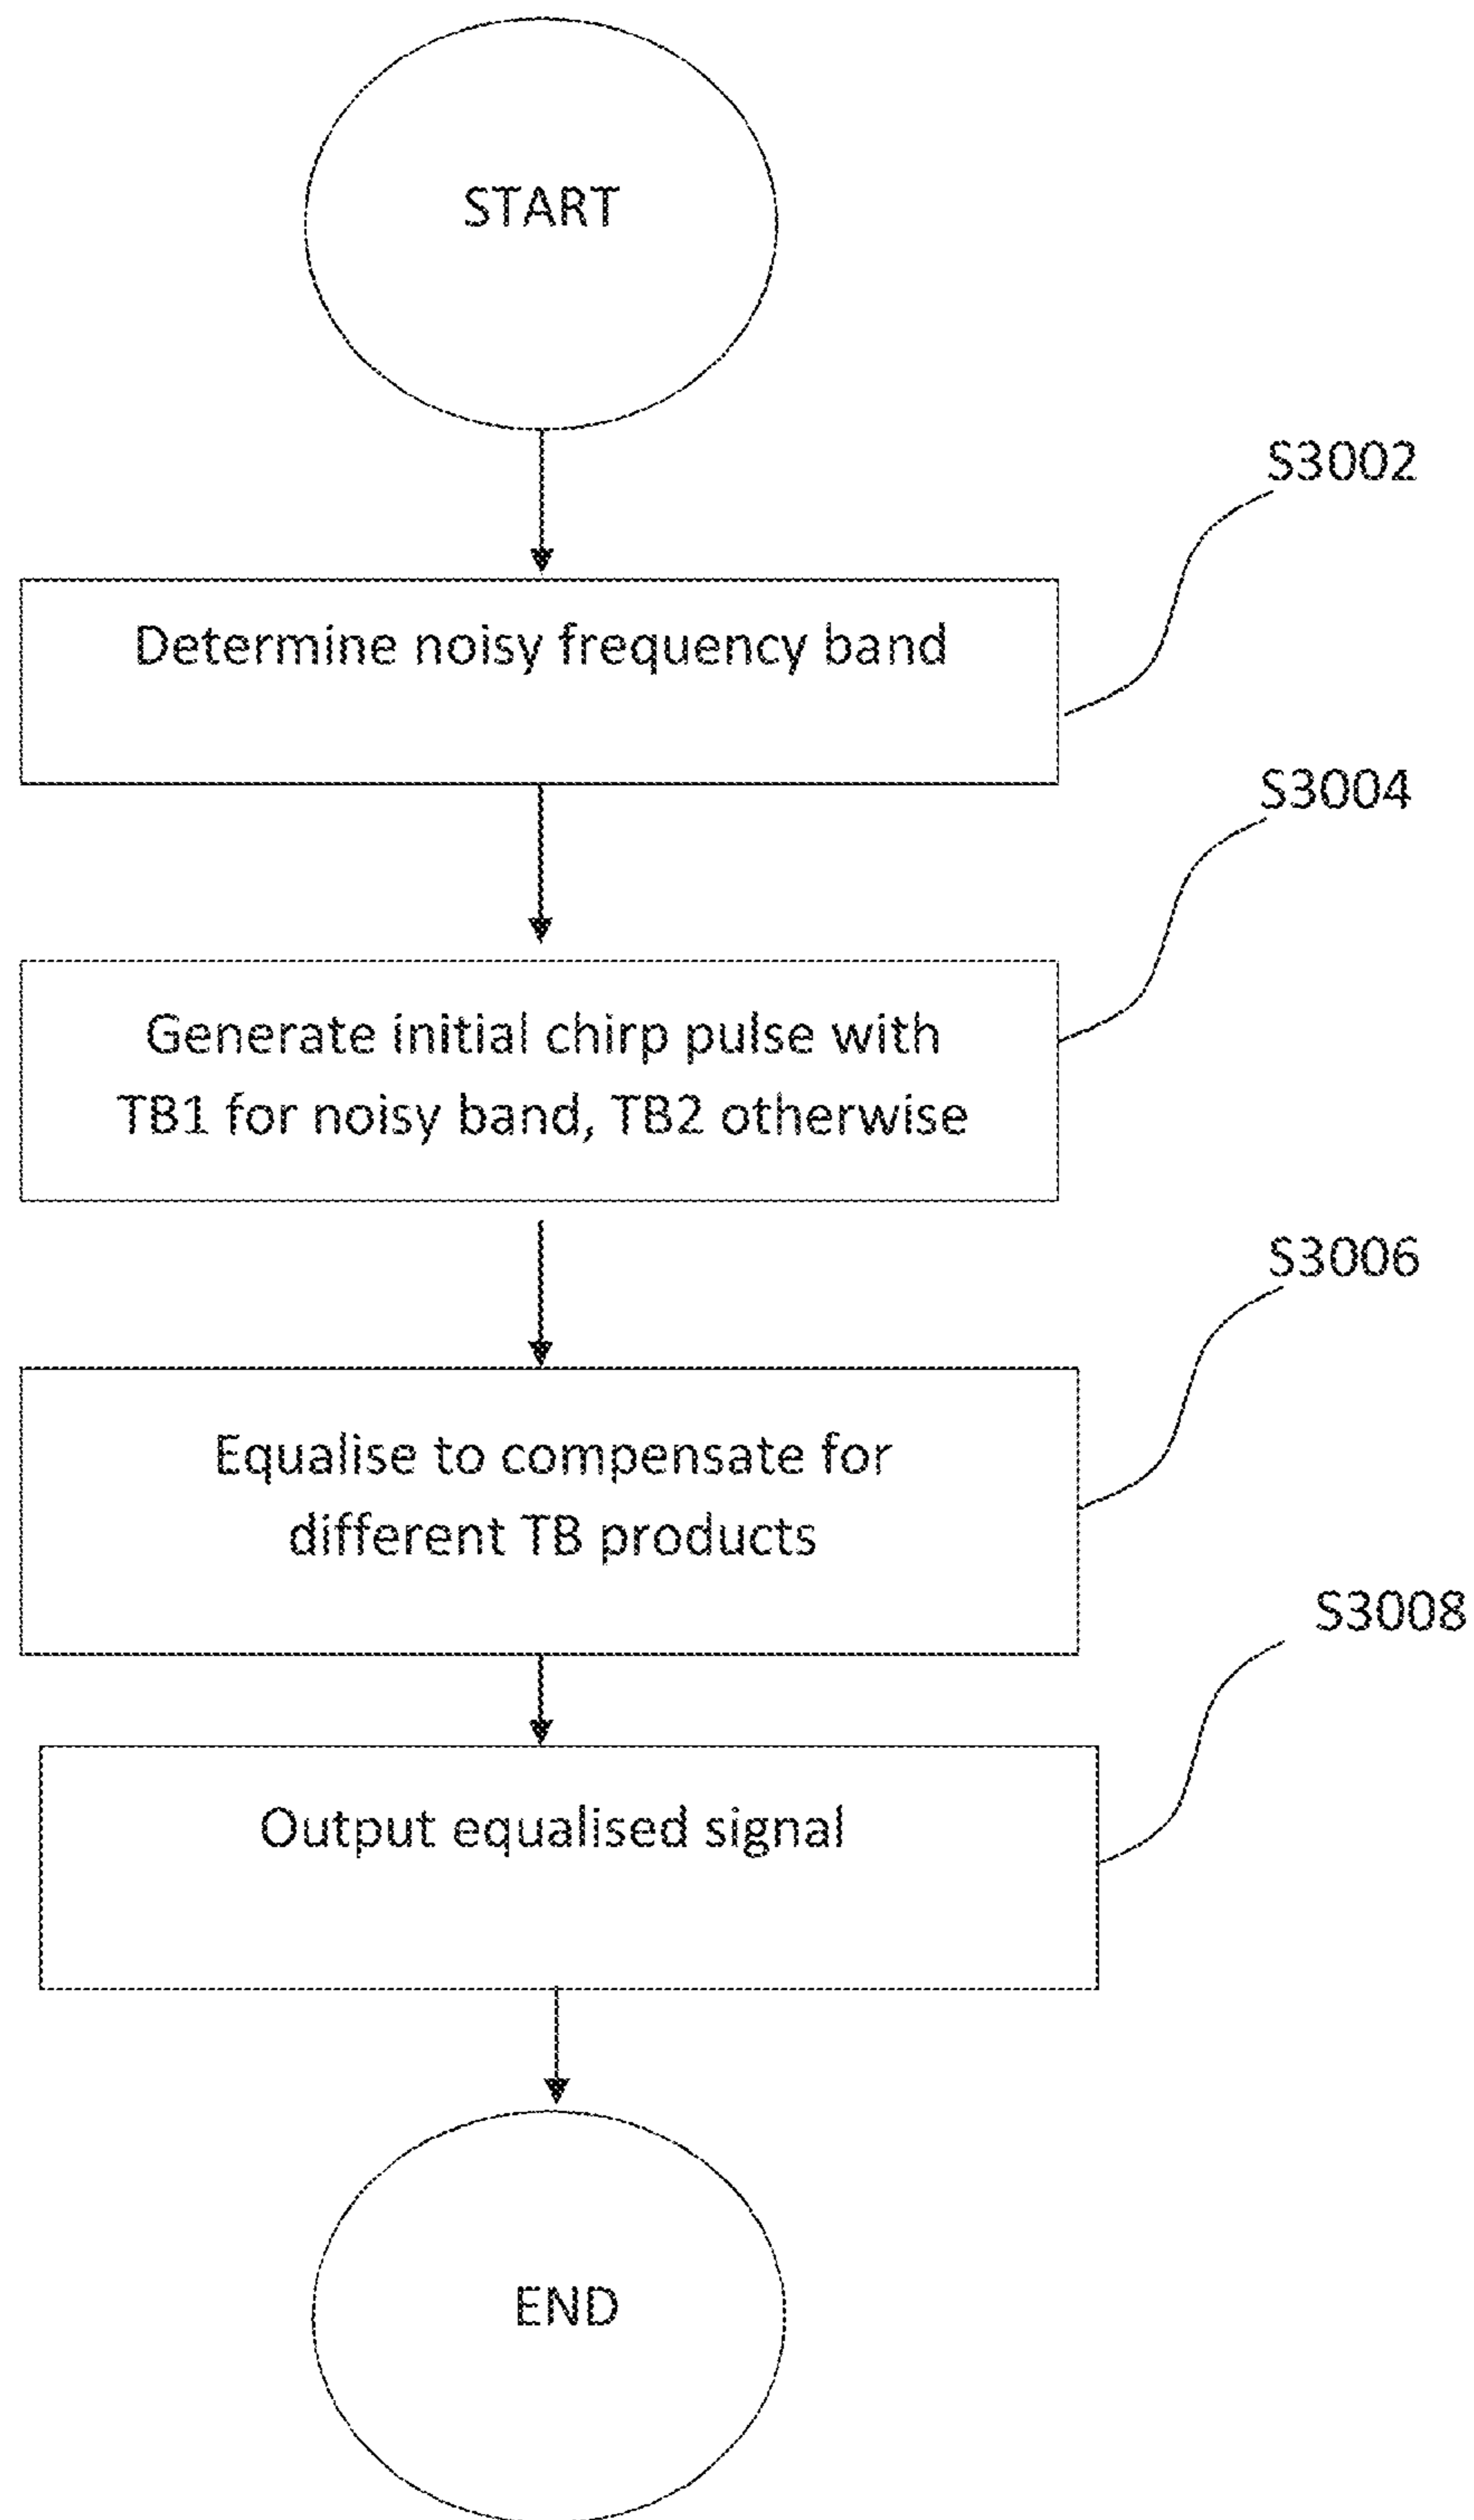 START
S3002
Determine noisy frequency band
S3004
Generate initial chirp pulse with
TB1 for noisy band, TB2 otherwise
S3006
Equalise to compensate for
different TB products
S3008
Output equalised signal
END